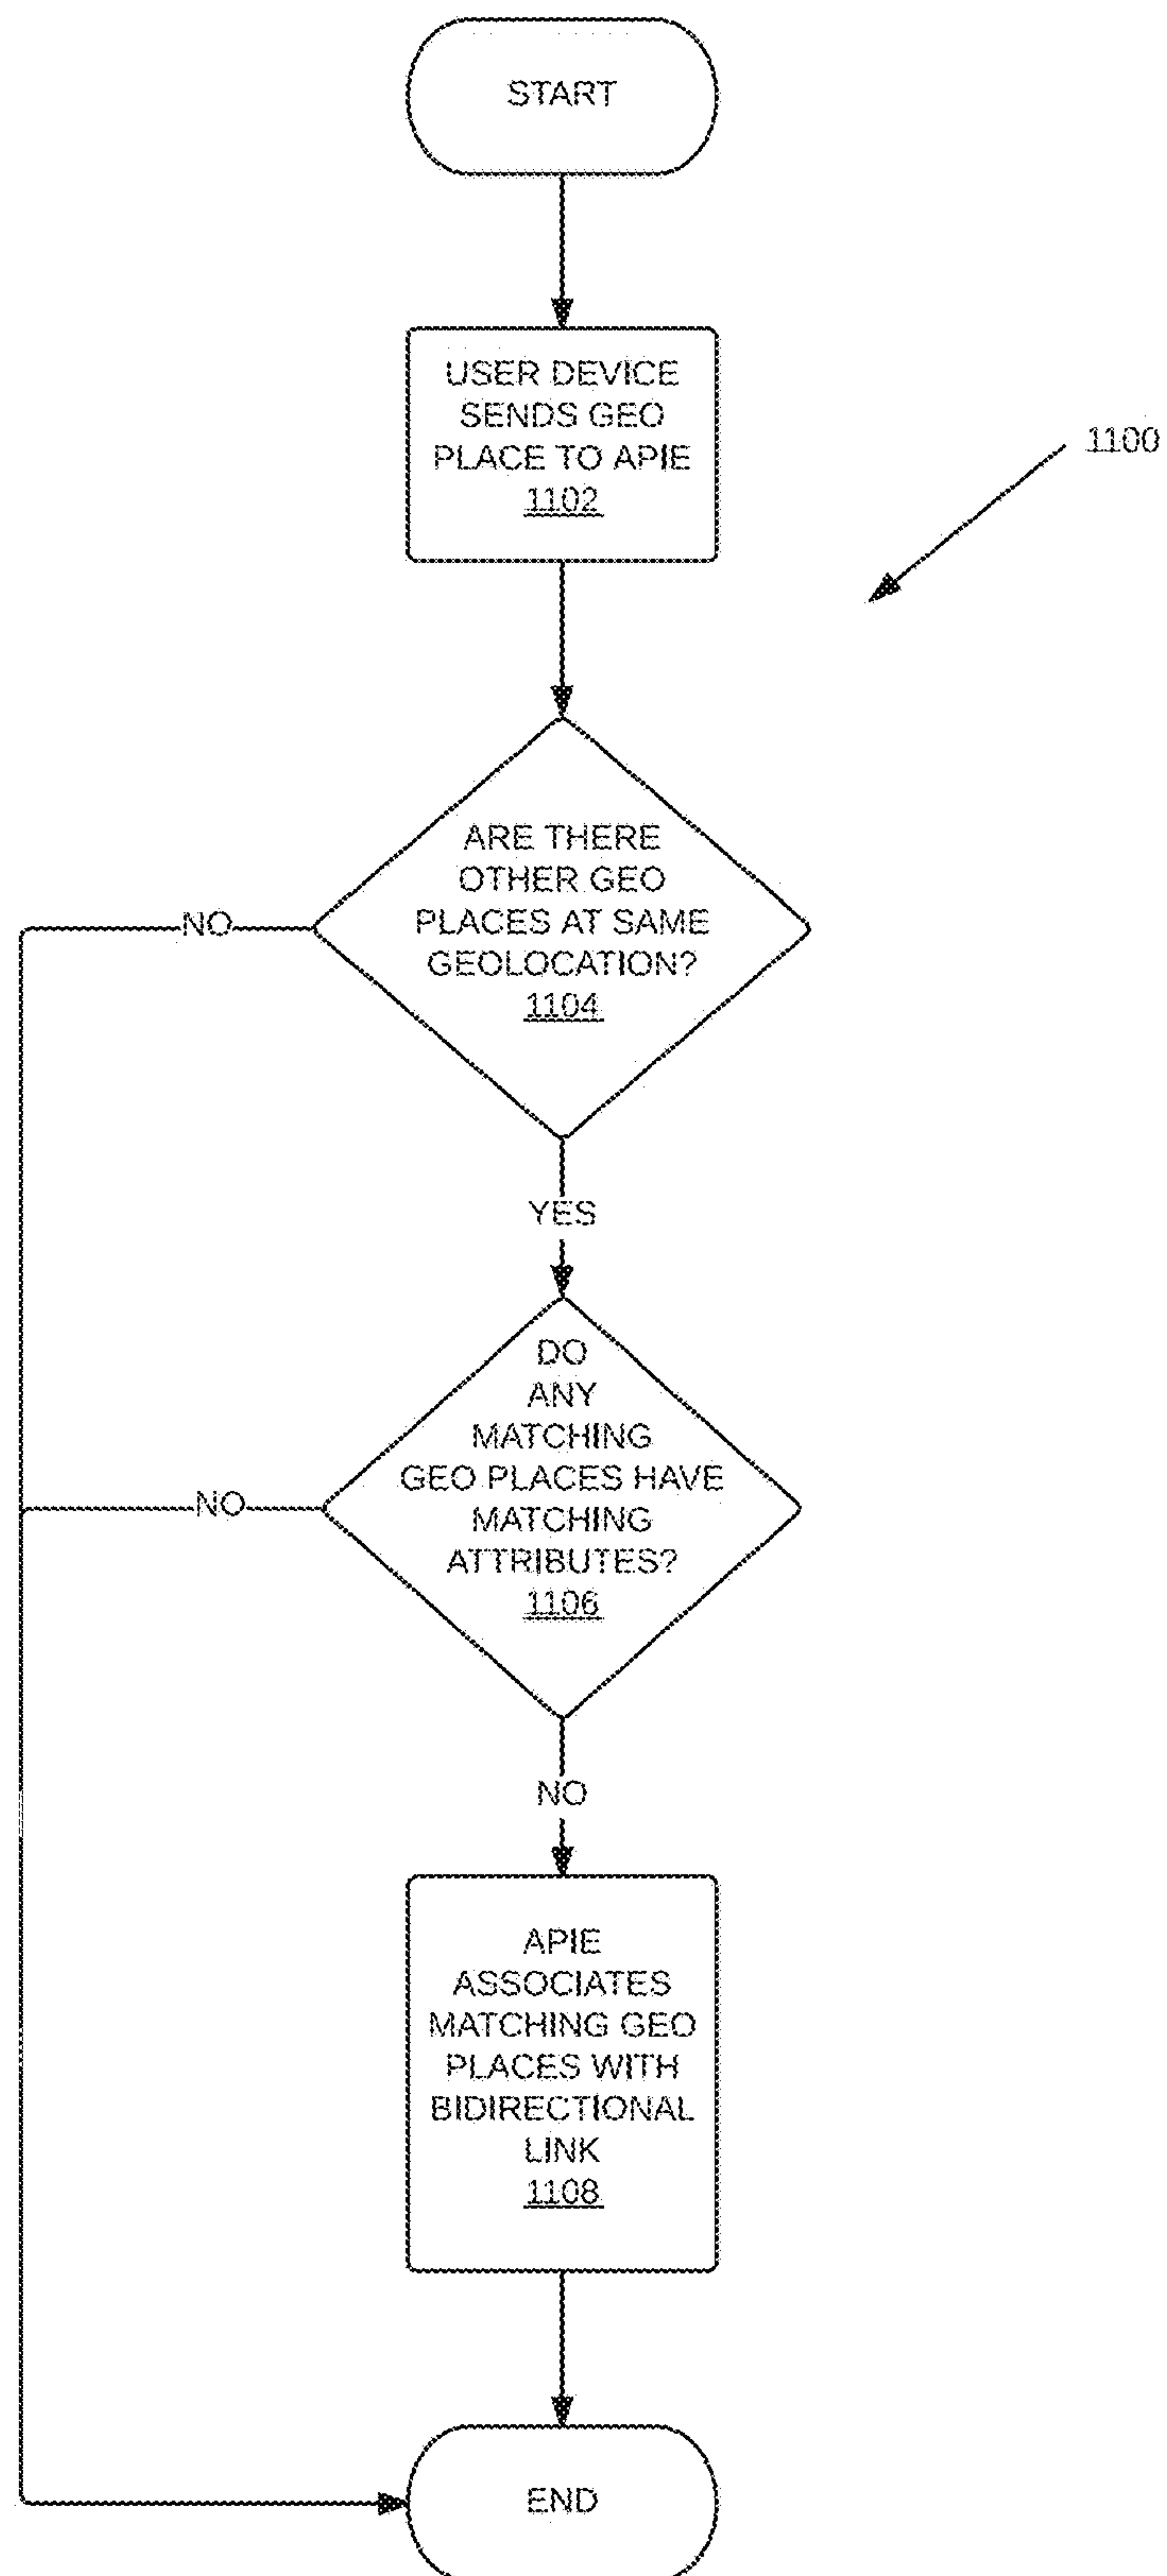 START
USER DEVICE
SENDS GEO
PLACE TO APIE
1102
1100
ARE THERE
OTHER GEO
PLACES AT SAME
GEOLOCATION?
1104
NO
YES
DO
ANY
MATCHING
GEO PLACES HAVE
MATCHING
ATTRIBUTES?
1106
NO
NO
APIE
ASSOCIATES
MATCHING GEO
PLACES WITH
BIDIRECTIONAL
LINK
1108
END